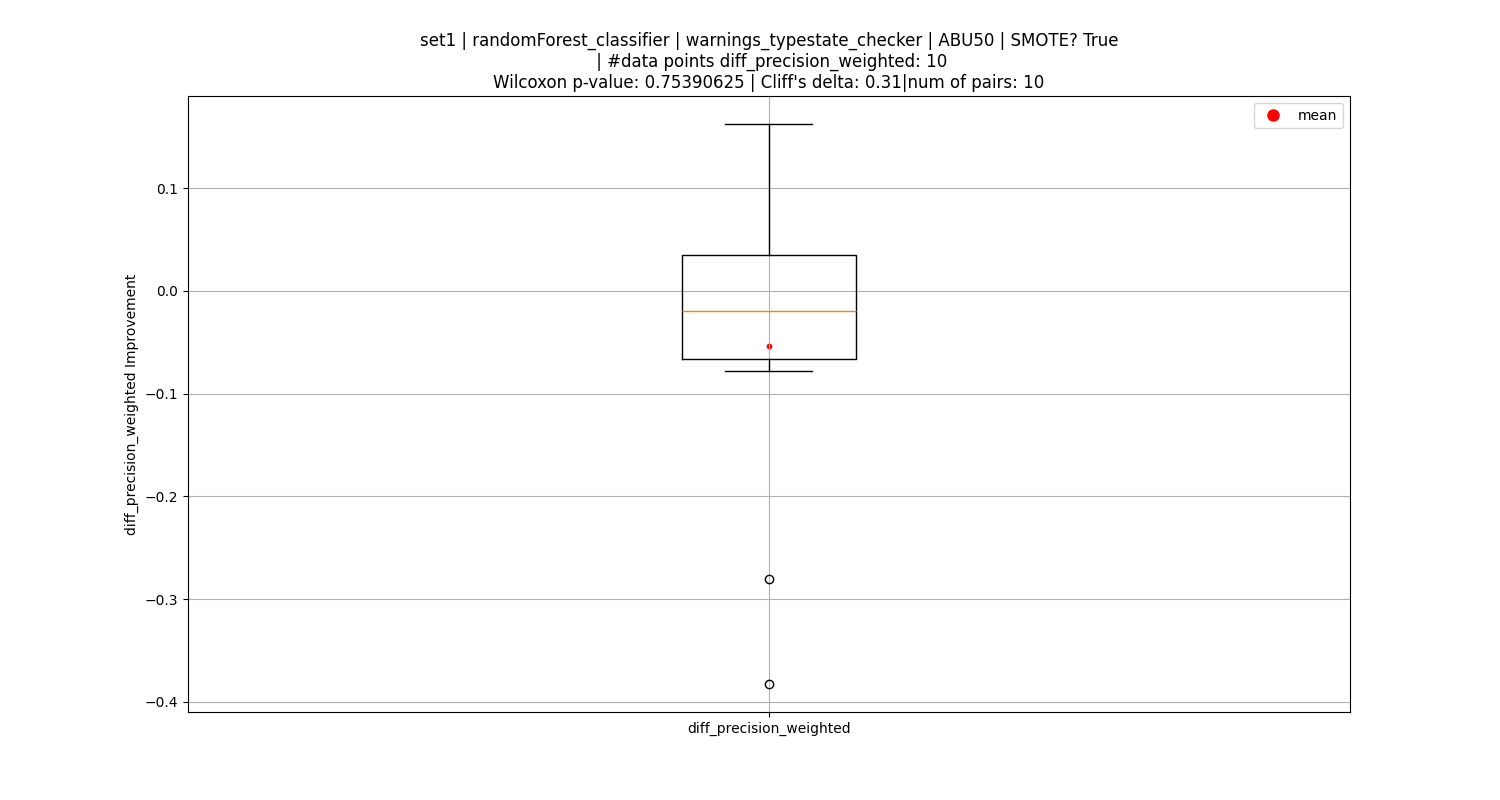 set1 | randomForest_classifier | warnings_typestate_checker | ABU50 | SMOTE? True
| #data points diff_precision_weighted: 10
Wilcoxon p-value: 0.75390625 | Cliff's delta: 0.31|num of pairs: 10
mean
0.1
0.0
−0.1
−0.2
−0.3
−0.4
diff_precision_weighted Improvement
diff_precision_weighted